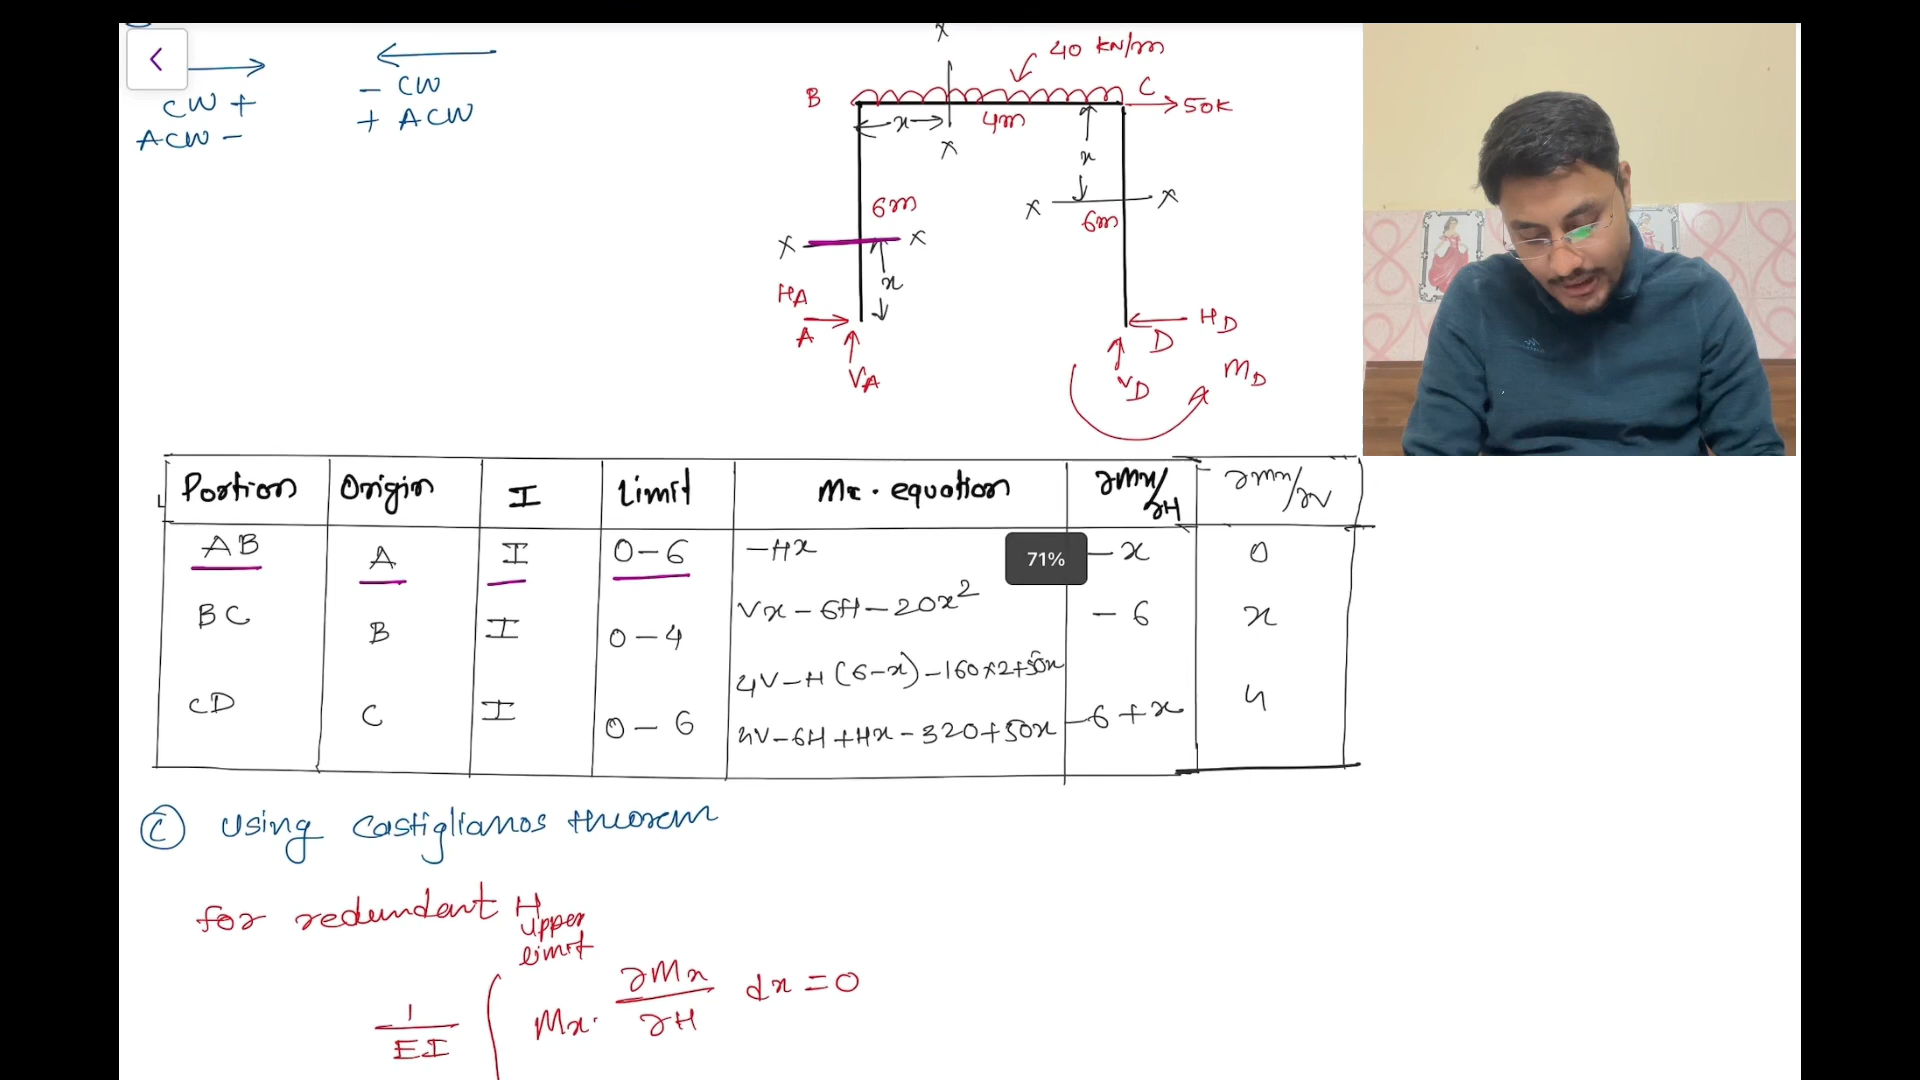 CW +
ACW -
- CW
+ ACW
x
40 KN/m
B
C
50K
x
4m
x
x
6m
x
x
6m
x
x
x
HA
A
VA
HD
D
VD
MD
Portion Origin I Limit Mx. equation ∂Mx/∂H ∂Mx/∂V
AB A I 0-6 -Hx -x 0
71%
BC B I 0-4 Vx-6H-20x² -6 x
4V-H(6-x)-160×2+50x
CD C I 0-6 4V-6H+Hx-320+50x -6+x 4
C using Castiglianos theorem
for redundant H
upper
limit
1/EI ∫ Mx. ∂Mx/∂H dx = 0